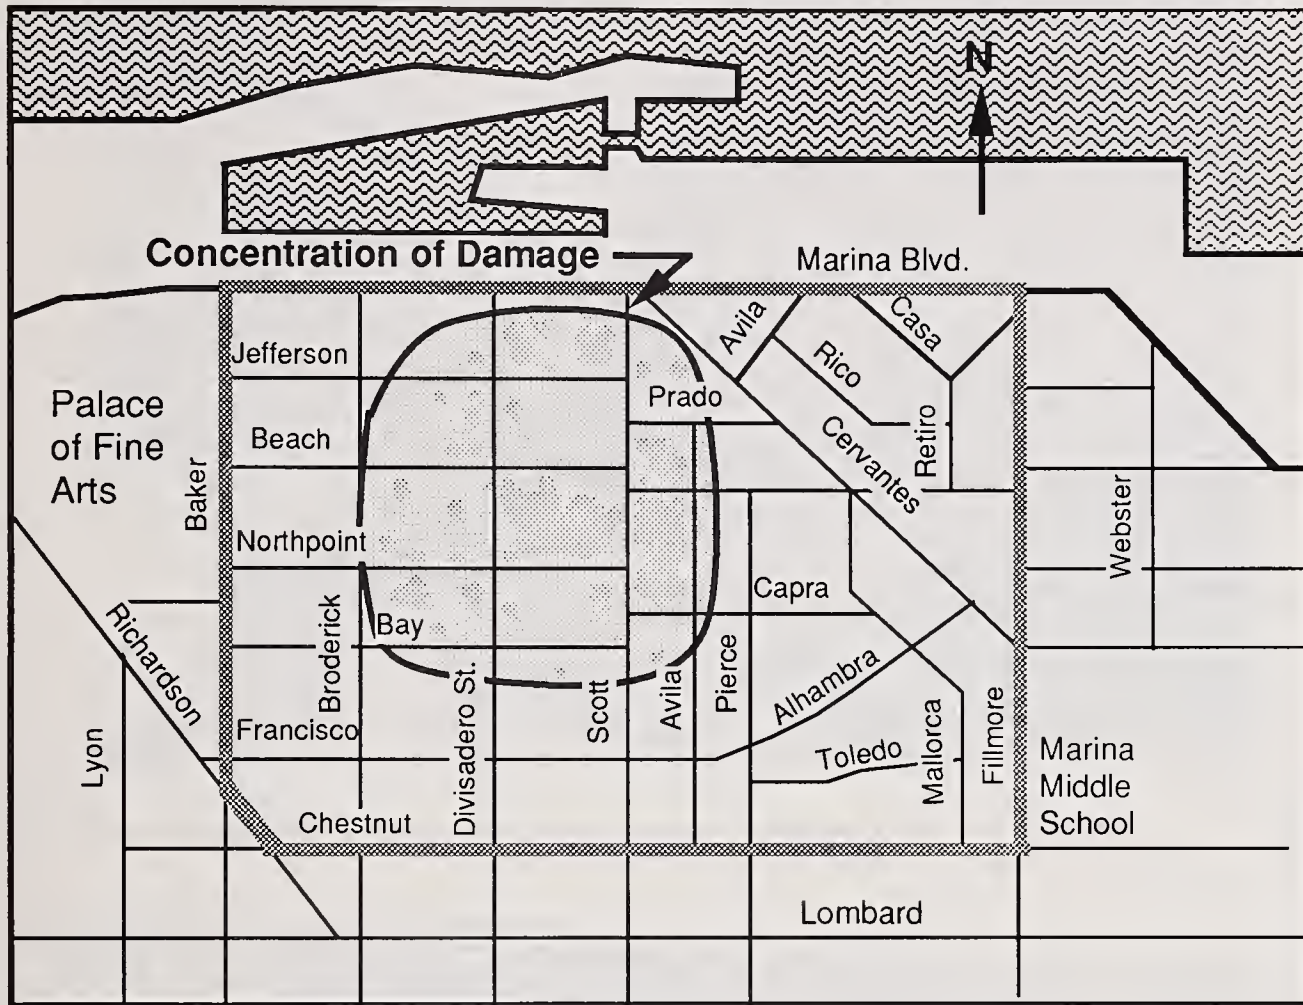 N
Concentration of Damage
Marina Blvd.
Avila
Casa
Jefferson
Rico
Palace
of Fine
Arts
Prado
Beach
Cervantes
Retiro
Baker
Webster
Northpoint
Capra
Richardson
Broderick
Bay
Divisadero St.
Scott
Avila
Pierce
Alhambra
Francisco
Lyon
Toledo
Mallorca
Fillmore
Marina
Middle
School
Chestnut
Lombard